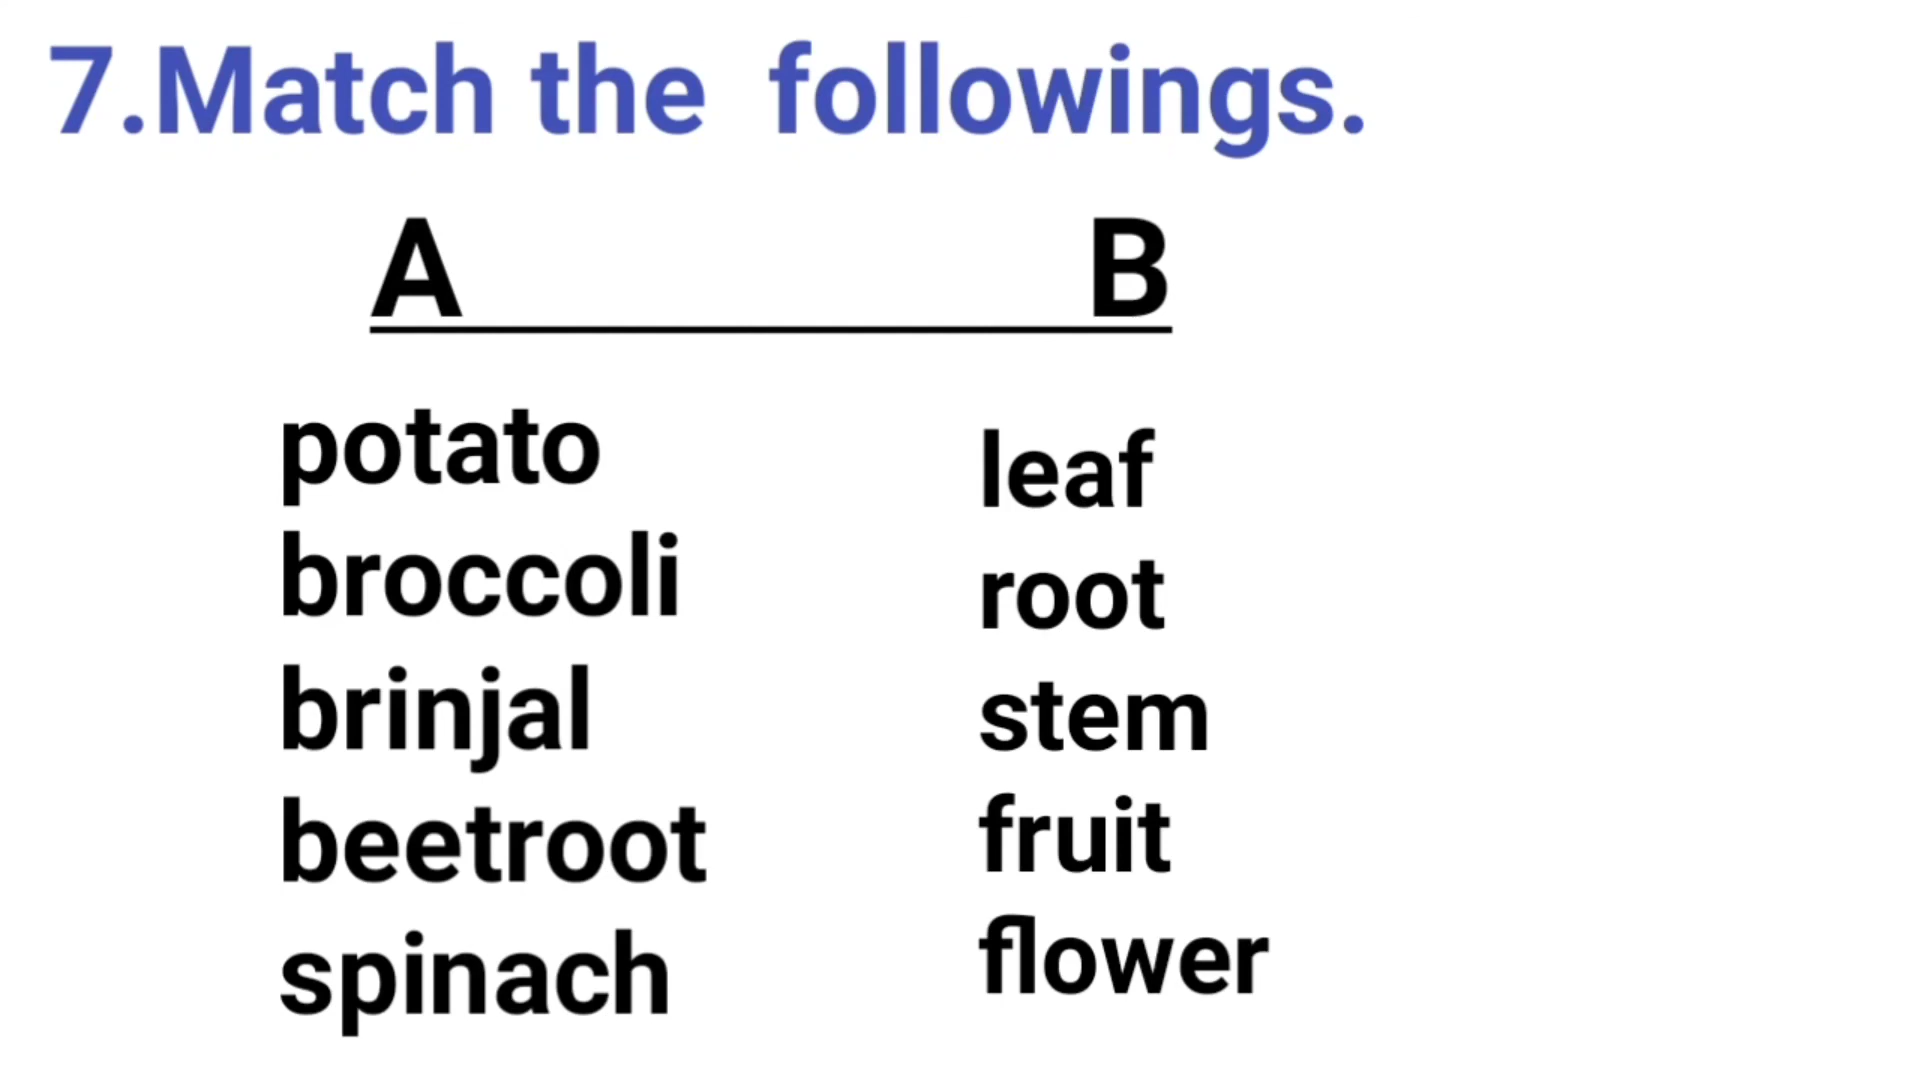 7.Match the followings.
A B
potato leaf
broccoli root
brinjal stem
beetroot fruit
spinach flower